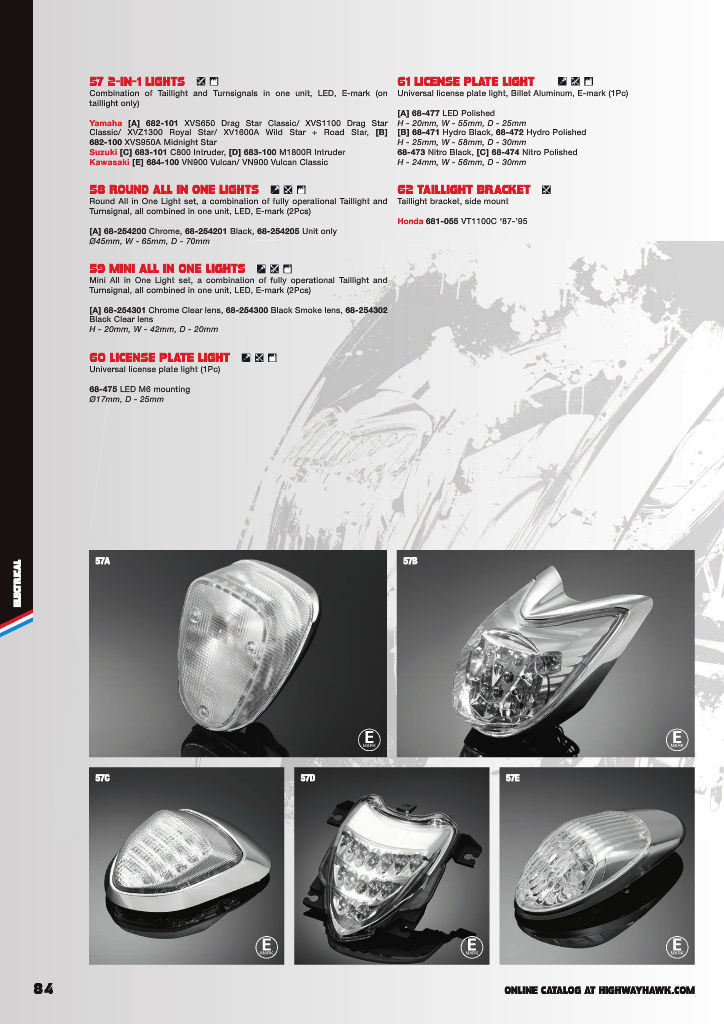 57 2-IN-1 LIGHTS
Combination of Taillight and Turnsignals in one unit, LED, E-mark (on
taillight only)
Yamaha [A] 682-101 XVS650 Drag Star Classic/ XVS1100 Drag Star
Classic/ XVZ1300 Royal Star/ XV1600A Wild Star + Road Star, [B]
682-100 XVS950A Midnight Star
Suzuki [C] 683-101 C800 Intruder, [D] 683-100 M1800R Intruder
Kawasaki [E] 684-100 VN900 Vulcan/ VN900 Vulcan Classic
58 ROUND ALL IN ONE LIGHTS
Round All in One Light set, a combination of fully operational Taillight and
Turnsignal, all combined in one unit, LED, E-mark (2Pcs)
[A] 68-254200 Chrome, 68-254201 Black, 68-254205 Unit only
Ø45mm, W - 65mm, D - 70mm
59 MINI ALL IN ONE LIGHTS
Mini All in One Light set, a combination of fully operational Taillight and
Turnsignal, all combined in one unit, LED, E-mark (2Pcs)
[A] 68-254301 Chrome Clear lens, 68-254300 Black Smoke lens, 68-254302
Black Clear lens
H - 20mm, W - 42mm, D - 20mm
60 LICENSE PLATE LIGHT
Universal license plate light (1Pc)
68-475 LED M6 mounting
Ø17mm, D - 25mm
61 LICENSE PLATE LIGHT
Universal license plate light, Billet Aluminum, E-mark (1Pc)
[A] 68-477 LED Polished
H - 20mm, W - 55mm, D - 25mm
[B] 68-471 Hydro Black, 68-472 Hydro Polished
H - 25mm, W - 58mm, D - 30mm
68-473 Nitro Black, [C] 68-474 Nitro Polished
H - 24mm, W - 56mm, D - 30mm
62 TAILLIGHT BRACKET
Taillight bracket, side mount
Honda 681-055 VT1100C '87-'95
ELECTRICAL
57A
E
MARK
57B
E
MARK
57C
E
MARK
57D
E
MARK
57E
E
MARK
84
ONLINE CATALOG AT HIGHWAYHAWK.COM